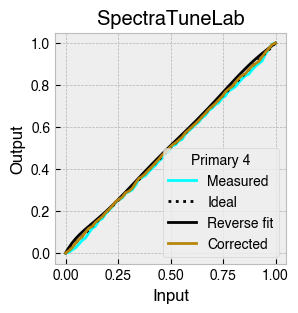 SpectraTuneLab
1.0
0.8
0.6
0.4
0.2
0.0
Output
Primary 4
Measured
Ideal
Reverse fit
Corrected
0.00
0.25
0.50
0.75
1.00
Input